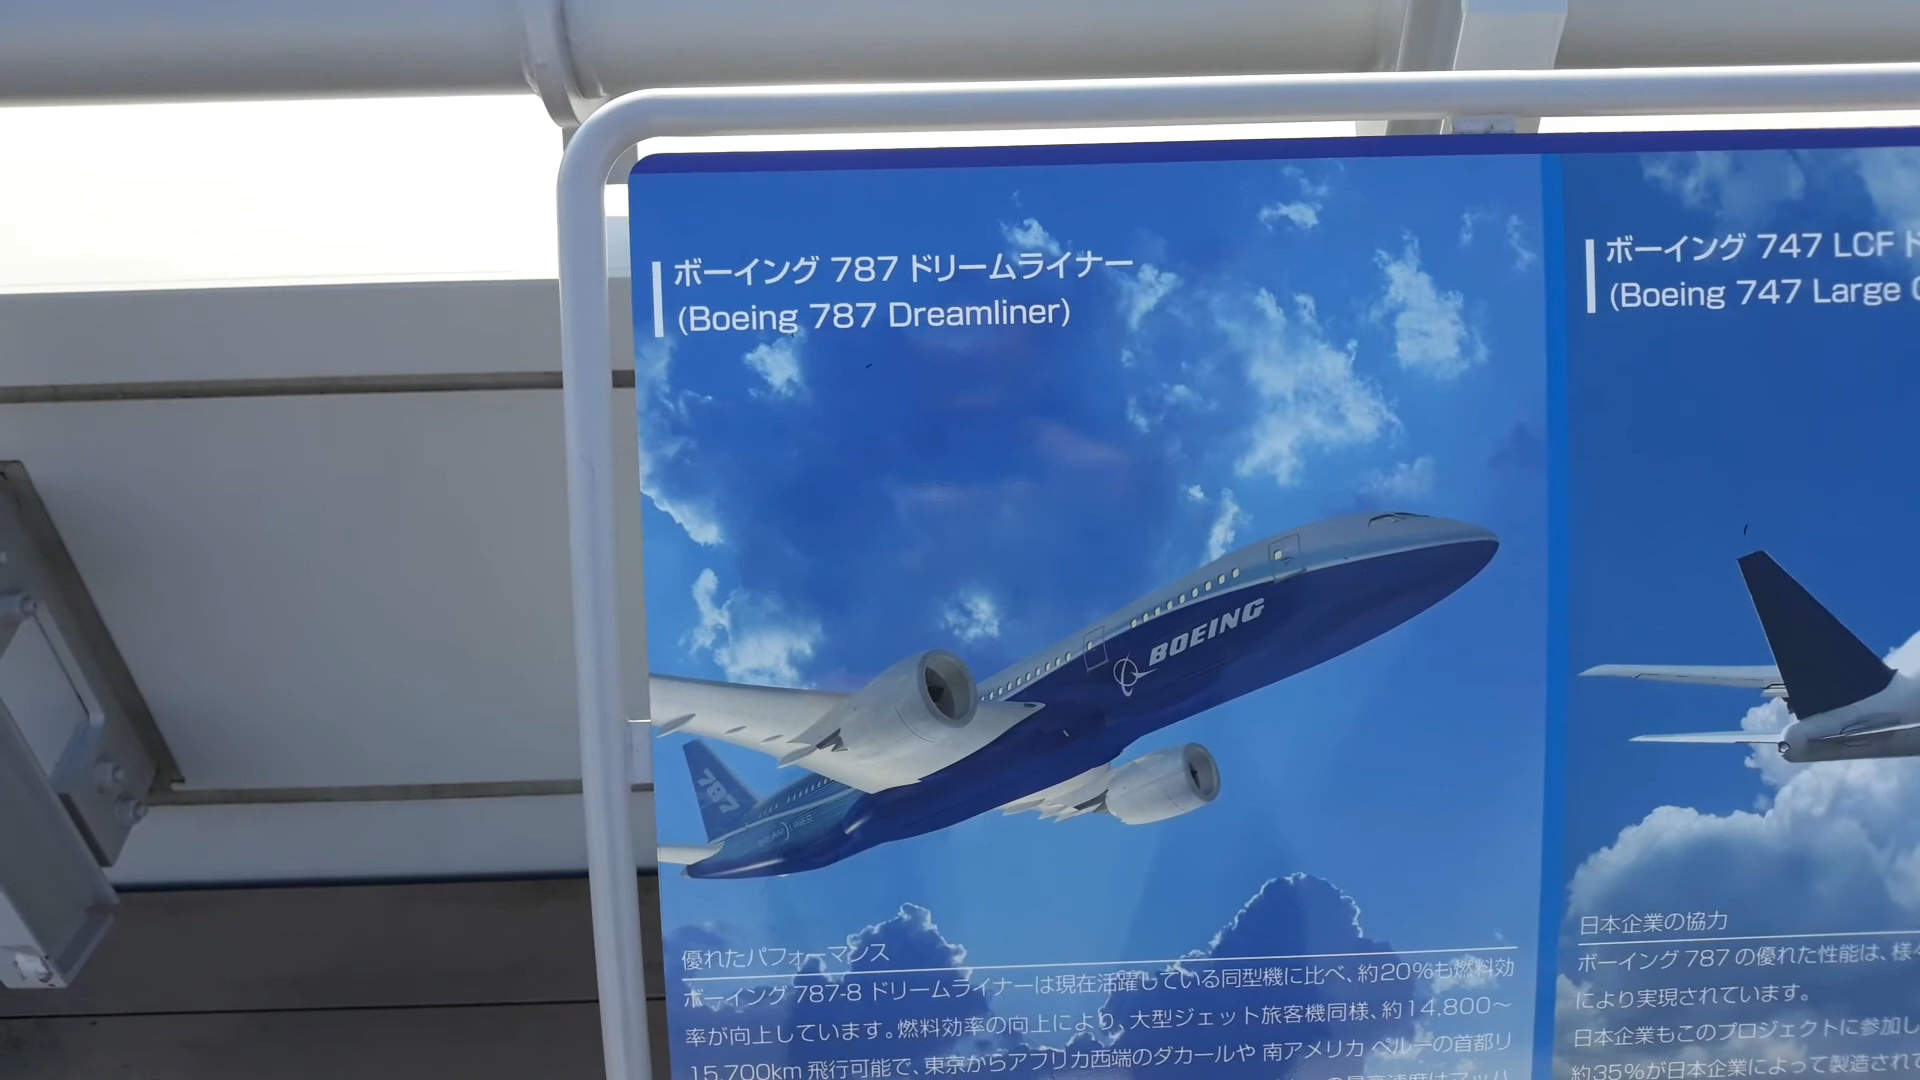 ボーイング 787 ドリームライナー
(Boeing 787 Dreamliner)
BOEING
787
優れたパフォーマンス
ボーイング 787-8 ドリームライナーは現在活躍している同型機に比べ、約20%も燃料効
率が向上しています。燃料効率の向上により、大型ジェット旅客機同様、約14,800～
15,700km 飛行可能で、東京からアフリカ西端のダカールや 南アメリカ ペルーの首都リ
ボーイング 747 LCF
(Boeing 747 Large
日本企業の協力
ボーイング 787 の優れた性能は、様
により実現されています。
日本企業もこのプロジェクトに参加し
約35%が日本企業によって製造されて